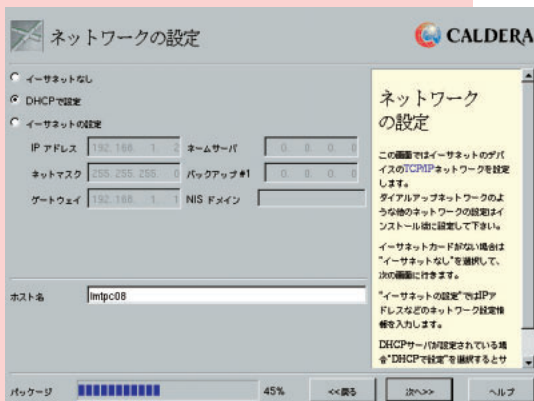 ネットワークの設定
CALDERA
イーサネットなし
DHCPで設定
イーサネットの設定
IP アドレス 192. 168. 1. 2 ネームサーバ 0. 0. 0. 0
ネットマスク 255. 255. 255. 0 バックアップ#1 0. 0. 0. 0
ゲートウェイ 192. 168. 1. 1 NIS ドメイン
ホスト名 lmtpc08
ネットワーク
の設定
この画面ではイーサネットのデバ
イスのTCP/IPネットワークを設定
します。
ダイアルアップネットワークのよ
うな他のネットワークの設定はイ
ンストール後に設定して下さい。
イーサネットカードがない場合は
"イーサネットなし"を選択して、
次の画面に行きます。
"イーサネットの設定"ではIPア
ドレスなどのネットワーク設定情
報を入力します。
DHCPサーバが設定されている場
合"DHCPで設定"を選択するとサ
パッケージ 45% <<戻る 次へ>> ヘルプ